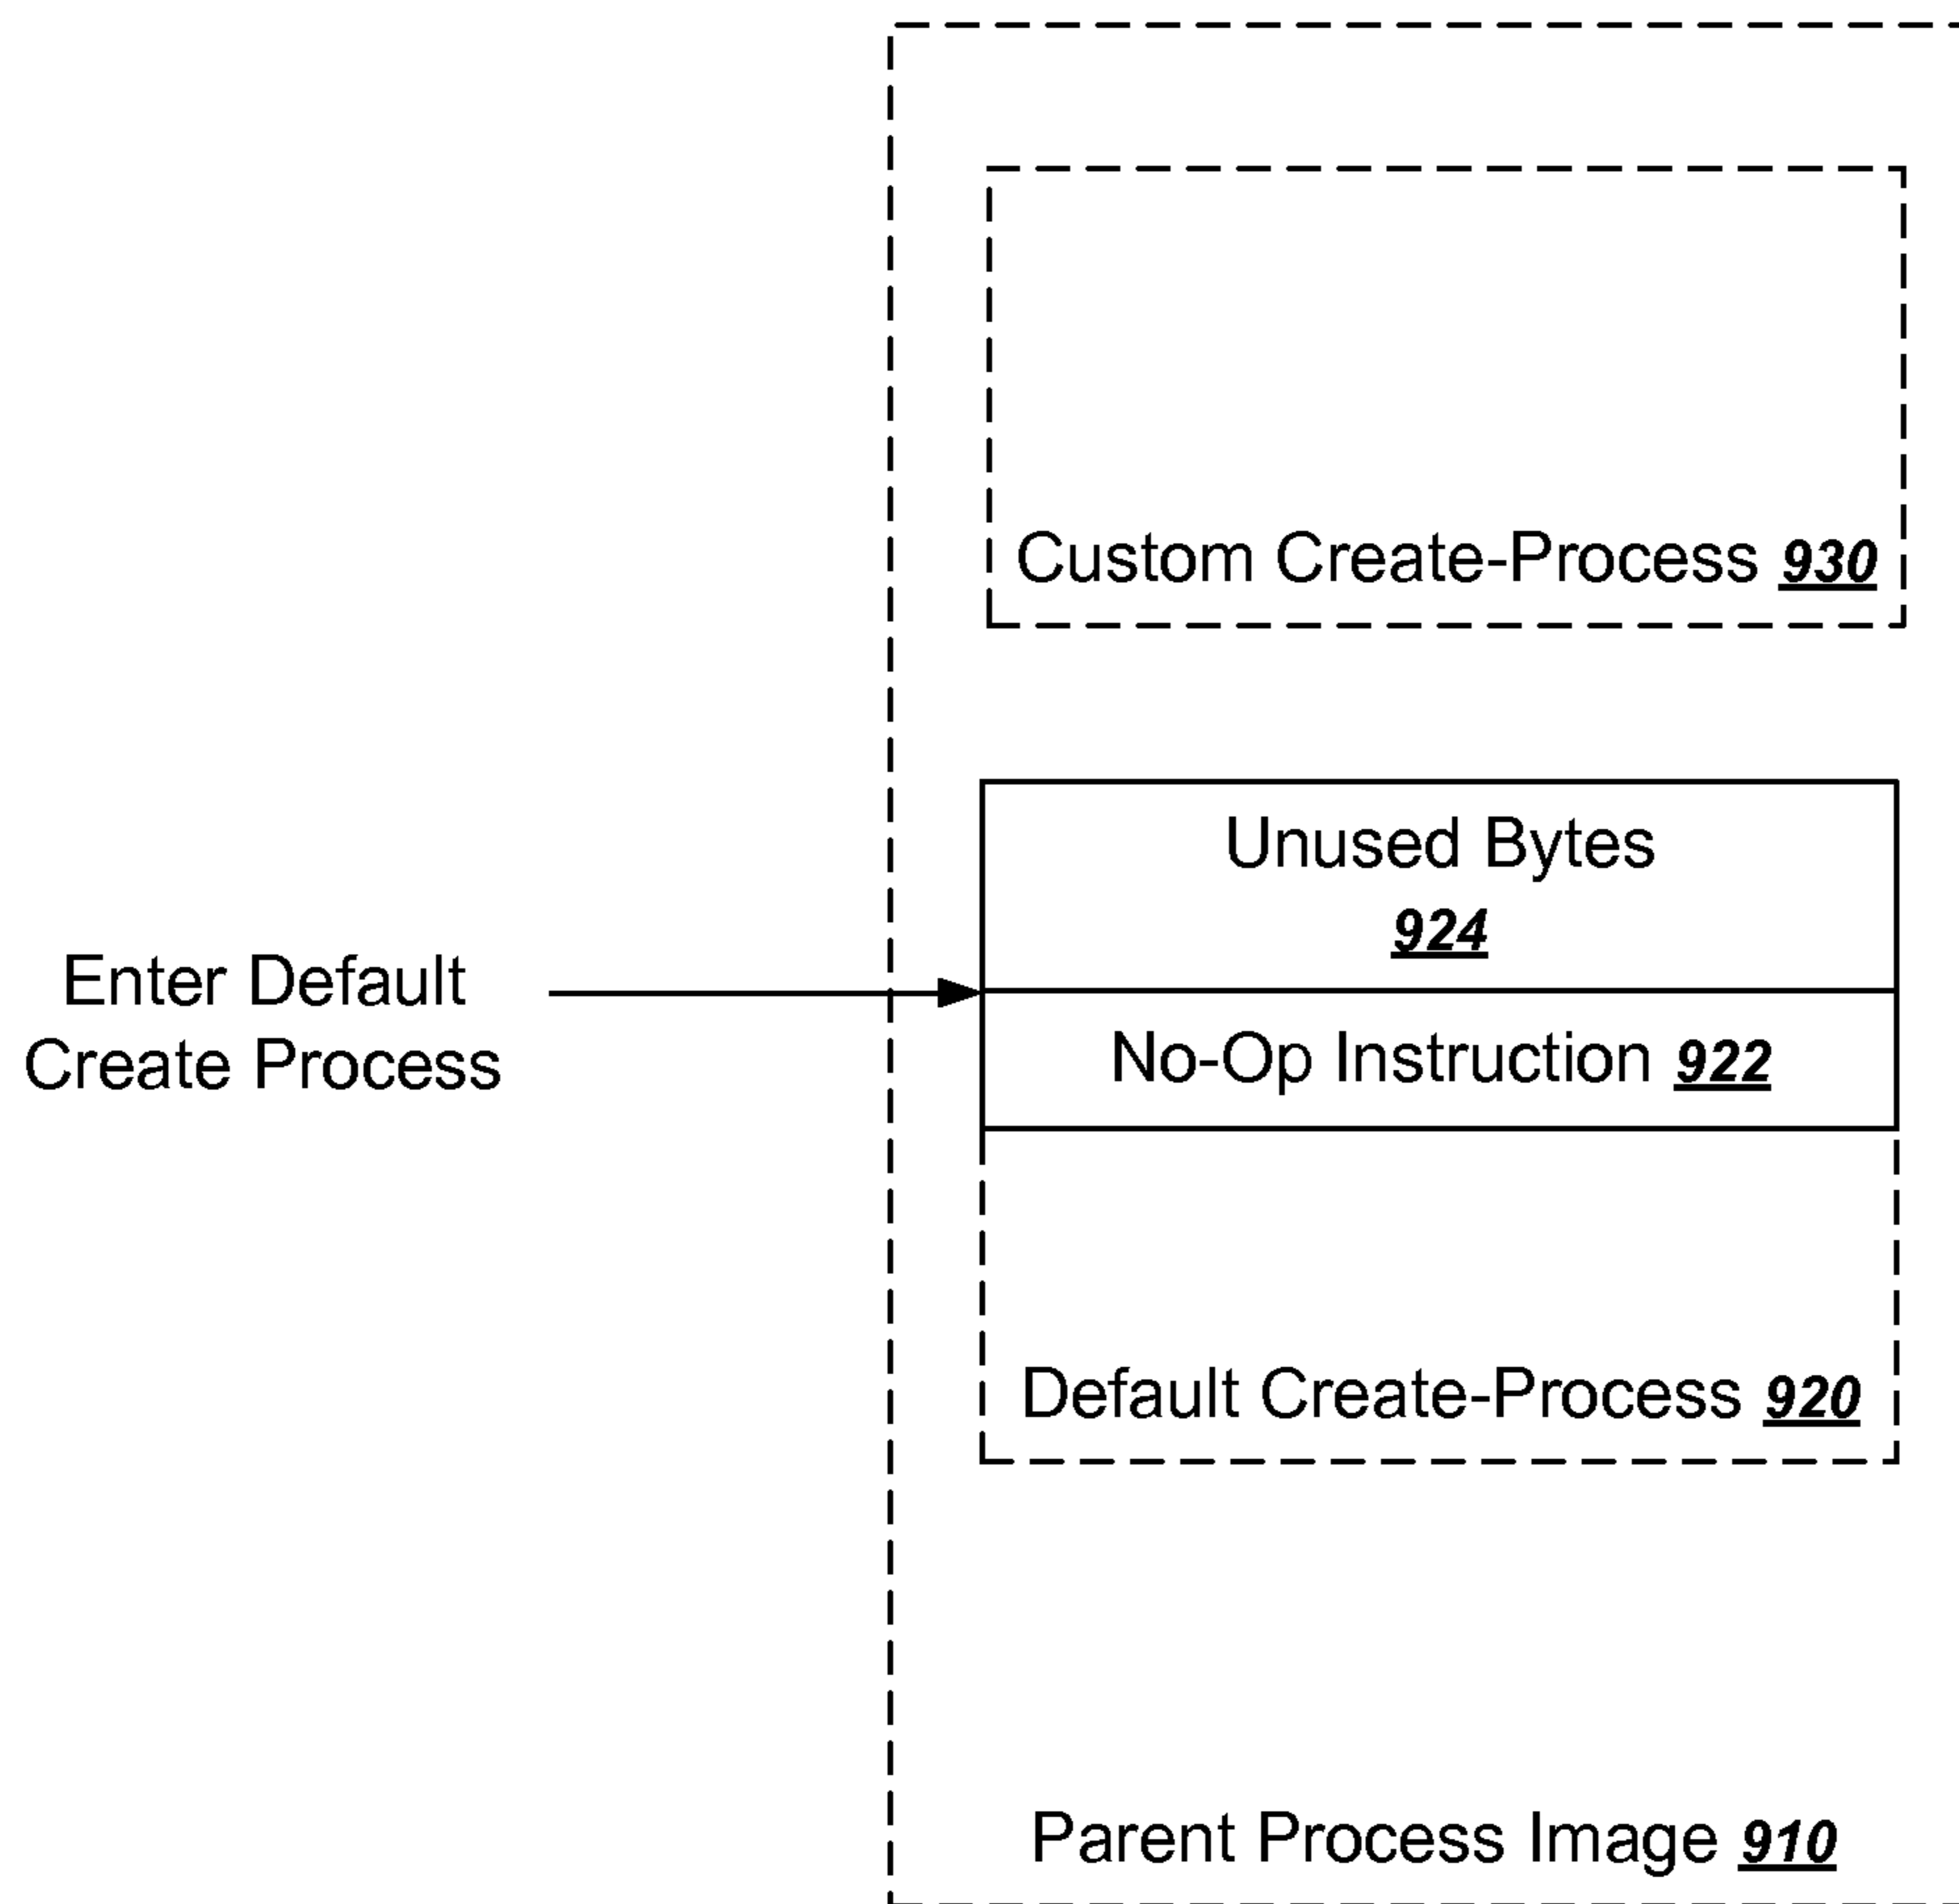 Custom Create-Process 930
Unused Bytes
924
Enter Default
Create Process
No-Op Instruction 922
Default Create-Process 920
Parent Process Image 910